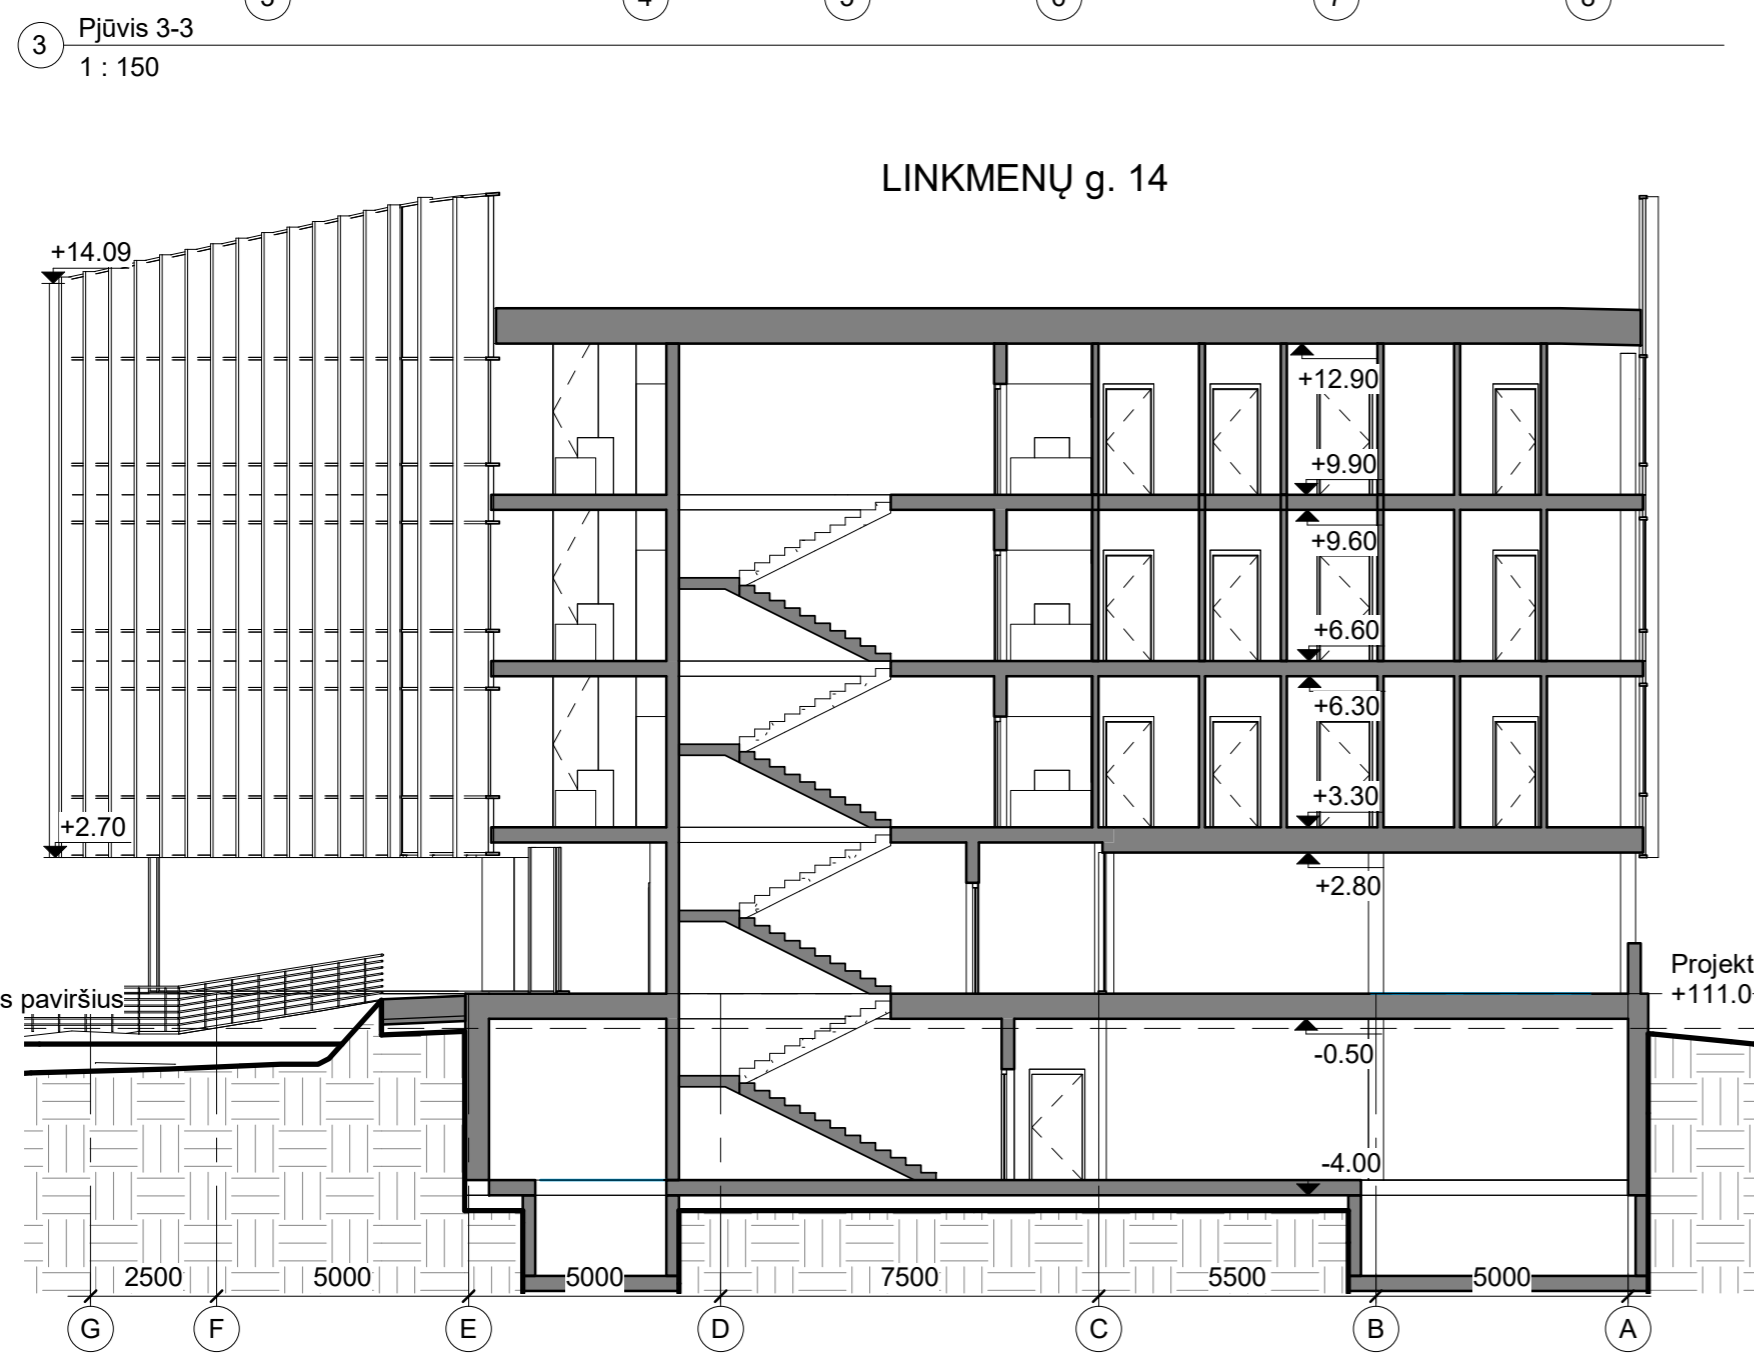 3
Pjūvis 3-3
1 : 150
LINKMENŲ g. 14
+14.09
+12.90
+9.90
+9.60
+6.60
+6.30
+3.30
+2.70
+2.80
s paviršius
Projekt
+111.0
-0.50
-4.00
2500 5000 5000 7500 5500 5000
G F E D C B A